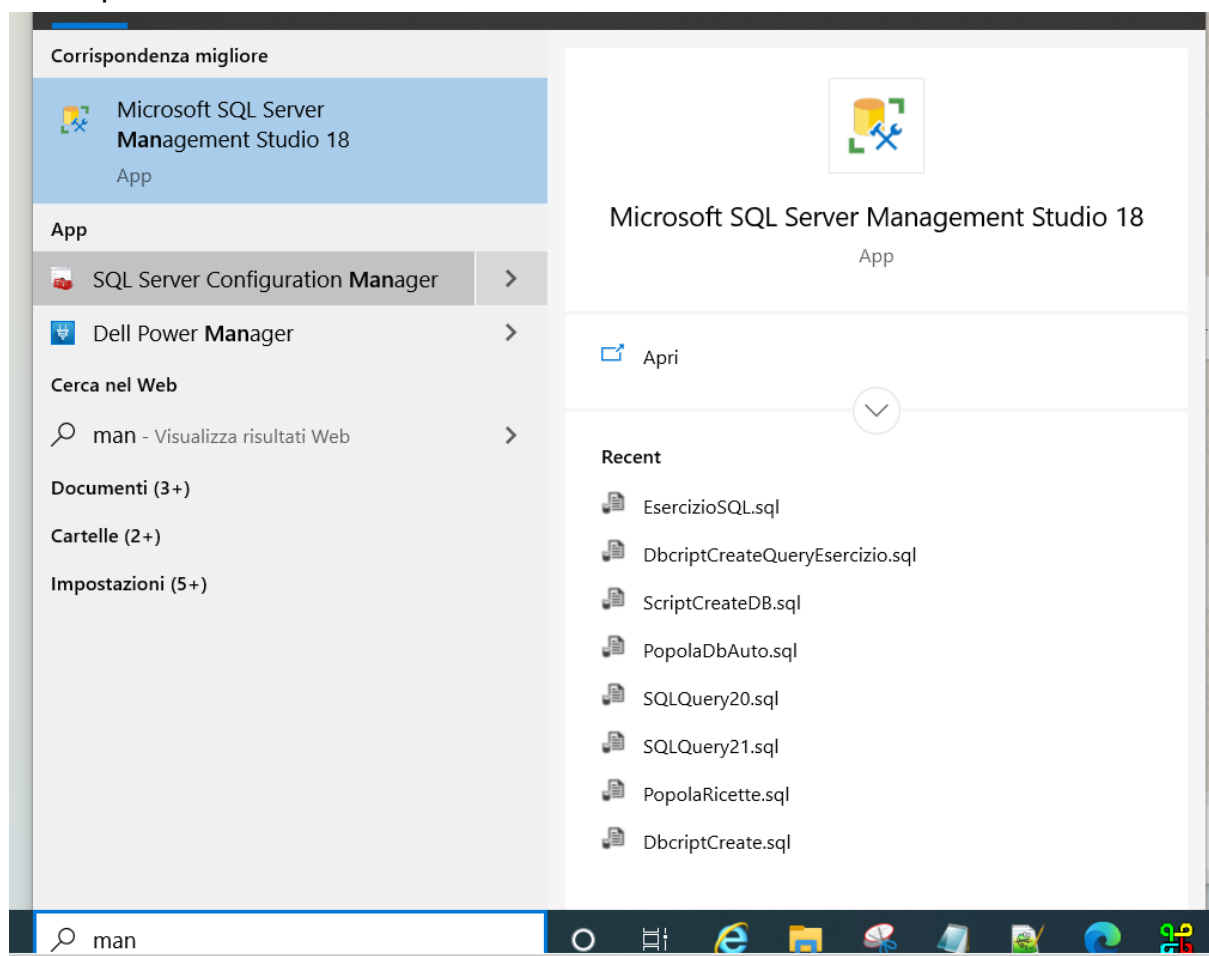 Corrispondenza migliore
Microsoft SQL Server
Management Studio 18
App
App
SQL Server Configuration Manager
Dell Power Manager
Cerca nel Web
man - Visualizza risultati Web
Documenti (3+)
Cartelle (2+)
Impostazioni (5+)
man
Microsoft SQL Server Management Studio 18
App
Apri
Recent
EsercizioSQL.sql
DbcriptCreateQueryEsercizio.sql
ScriptCreateDB.sql
PopolaDbAuto.sql
SQLQuery20.sql
SQLQuery21.sql
PopolaRicette.sql
DbcriptCreate.sql